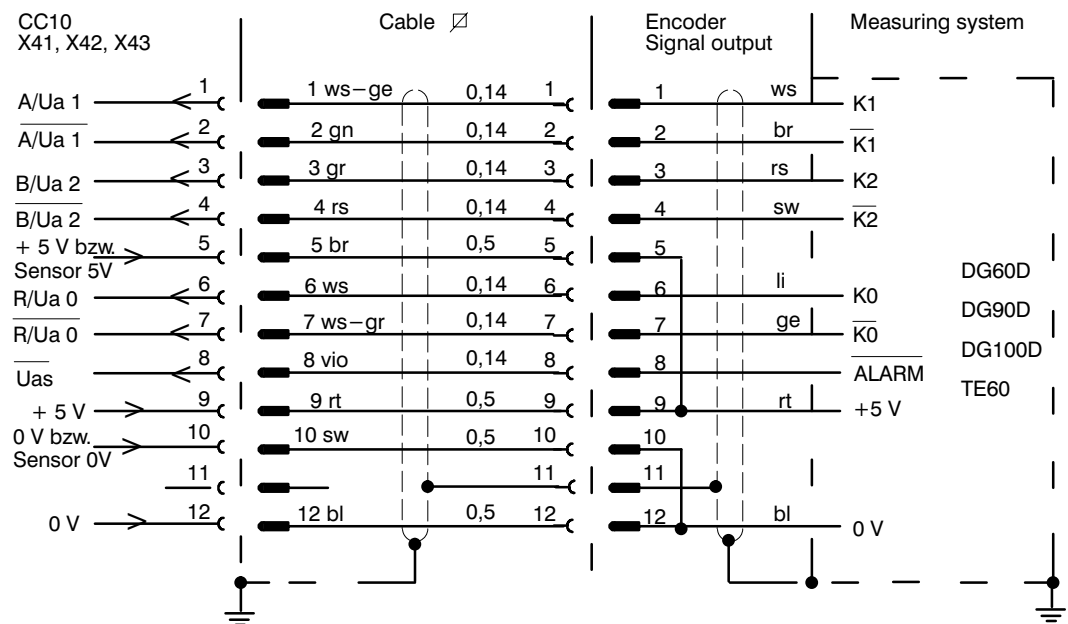 CC10 Cable ⌀ Encoder Measuring system
X41, X42, X43 Signal output
A/Ua 1 1 1 ws–ge 0,14 1 1 ws K1
A/Ua 1 2 2 gn 0,14 2 2 br K1
B/Ua 2 3 3 gr 0,14 3 3 rs K2
B/Ua 2 4 4 rs 0,14 4 4 sw K2
+ 5 V bzw. 5 5 br 0,5 5 5
Sensor 5V DG60D
R/Ua 0 6 6 ws 0,14 6 6 li K0
DG90D
R/Ua 0 7 7 ws–gr 0,14 7 7 ge K0
DG100D
Uas 8 8 vio 0,14 8 8 ALARM
TE60
+ 5 V 9 9 rt 0,5 9 9 rt +5 V
0 V bzw. 10 10 sw 0,5 10 10
Sensor 0V
11 11 11
0 V 12 12 bl 0,5 12 12 bl 0 V